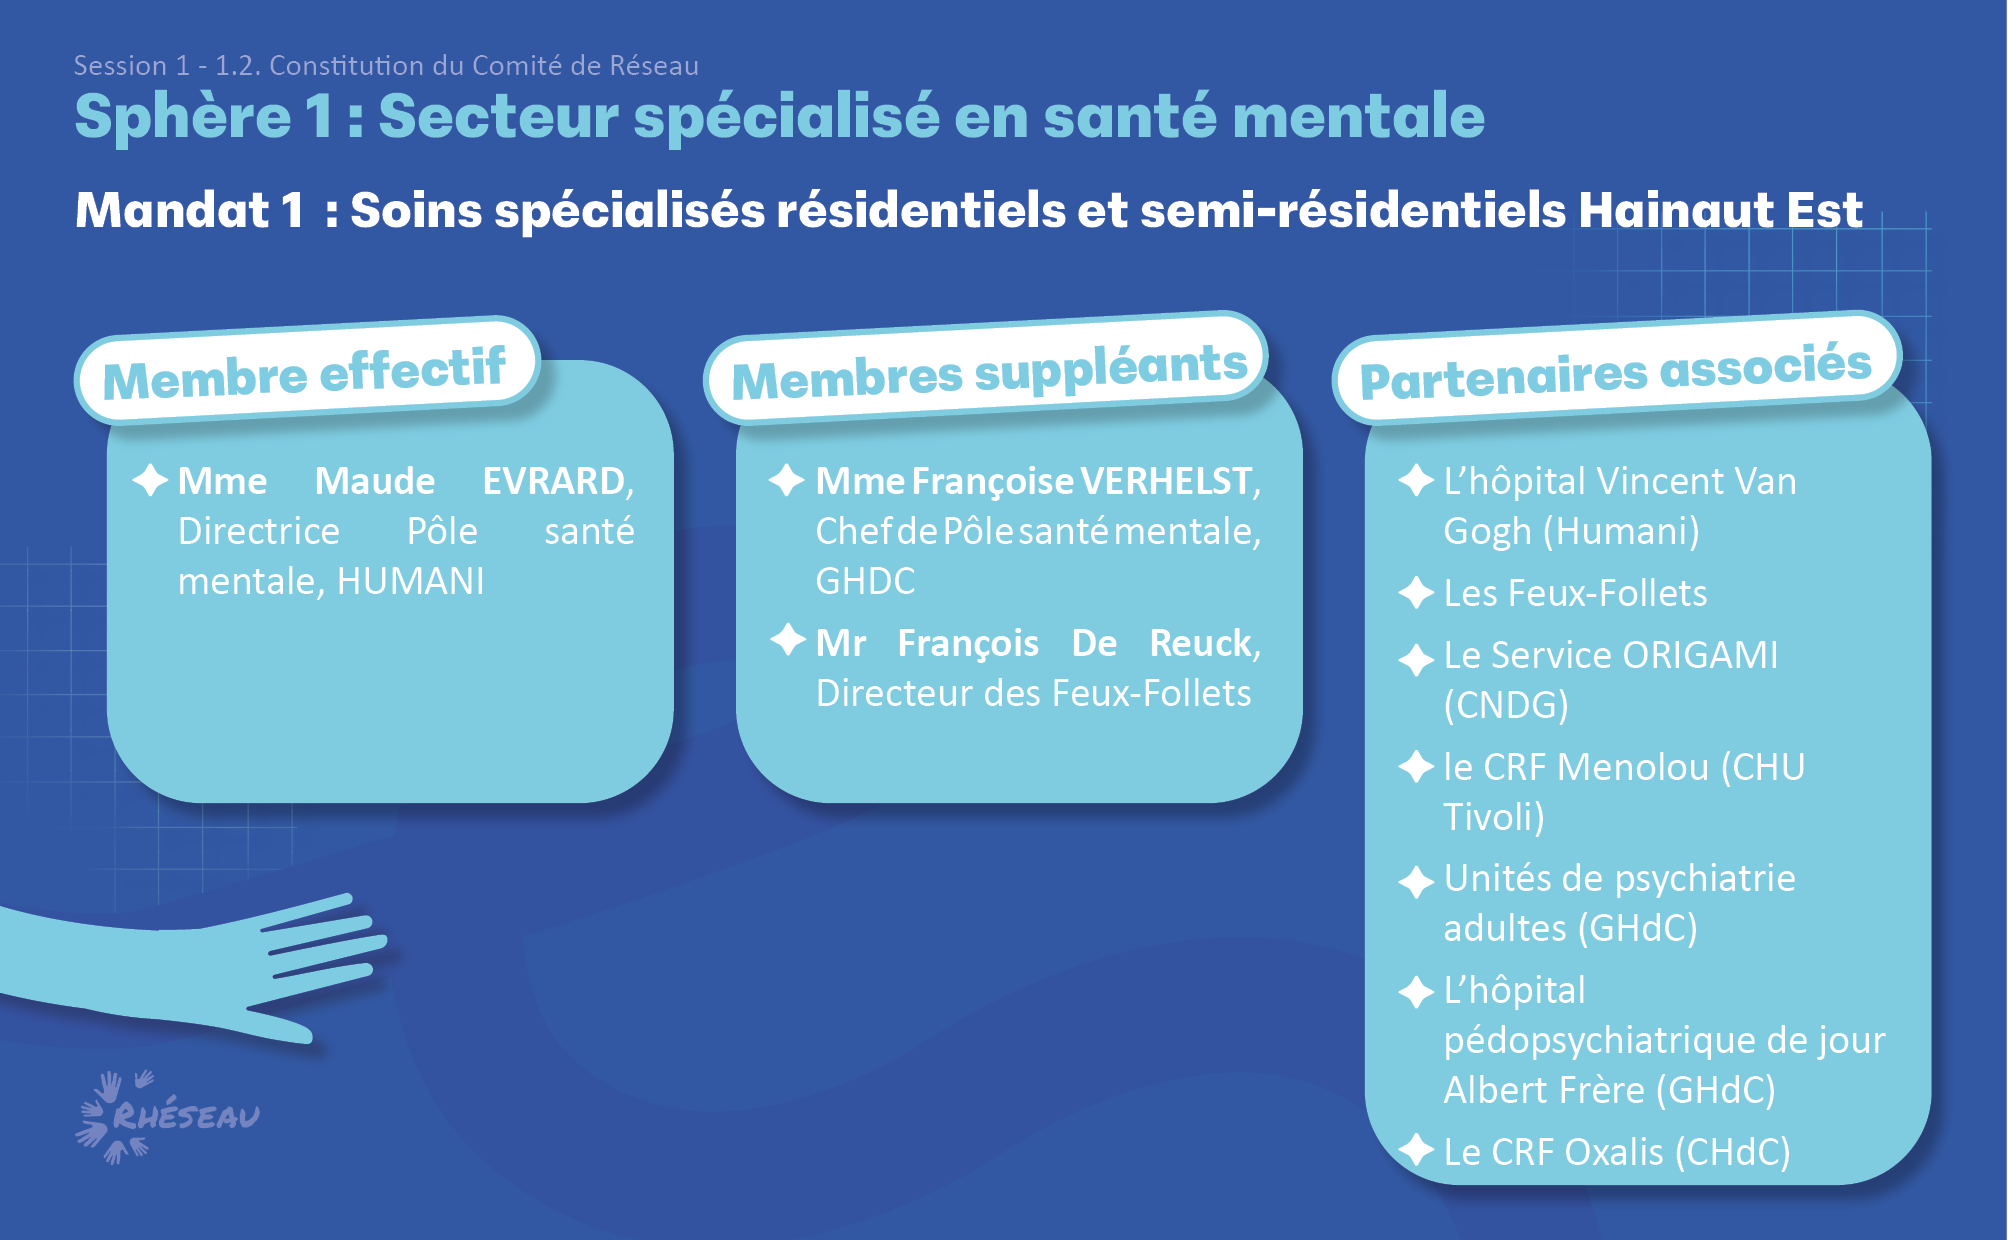 Session 1 - 1.2. Constitution du Comité de Réseau
Sphère 1 : Secteur spécialisé en santé mentale
Mandat 1 : Soins spécialisés résidentiels et semi-résidentiels Hainaut Est
Membre effectif
Mme Maude EVRARD,
Directrice Pôle santé
mentale, HUMANI
Membres suppléants
Mme Françoise VERHELST,
Chef de Pôle santé mentale,
GHDC
Mr François De Reuck,
Directeur des Feux-Follets
Partenaires associés
L’hôpital Vincent Van
Gogh (Humani)
Les Feux-Follets
Le Service ORIGAMI
(CNDG)
le CRF Menolou (CHU
Tivoli)
Unités de psychiatrie
adultes (GHdC)
L’hôpital
pédopsychiatrique de jour
Albert Frère (GHdC)
Le CRF Oxalis (CHdC)
RHÉSEAU